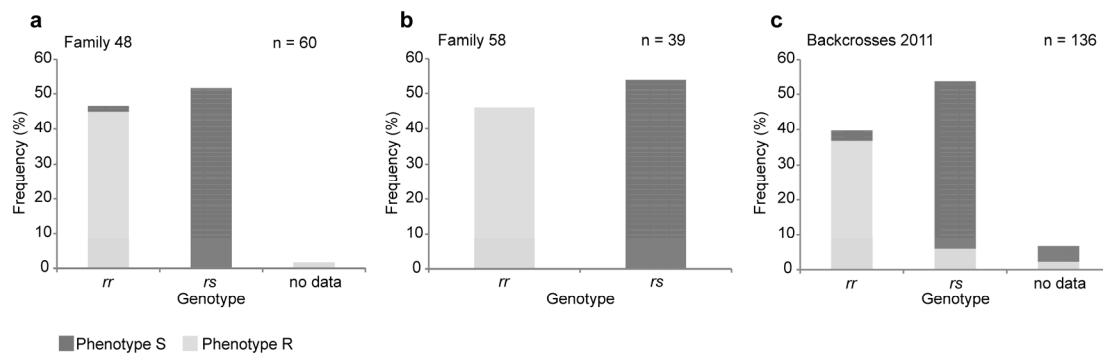 a
Family 48 n = 60
60
50
40
30
20
10
0
Frequency (%)
rr rs no data
Genotype
b
Family 58 n = 39
60
50
40
30
20
10
0
Frequency (%)
rr rs
Genotype
c
Backcrosses 2011 n = 136
60
50
40
30
20
10
0
Frequency (%)
rr rs no data
Genotype
Phenotype S Phenotype R